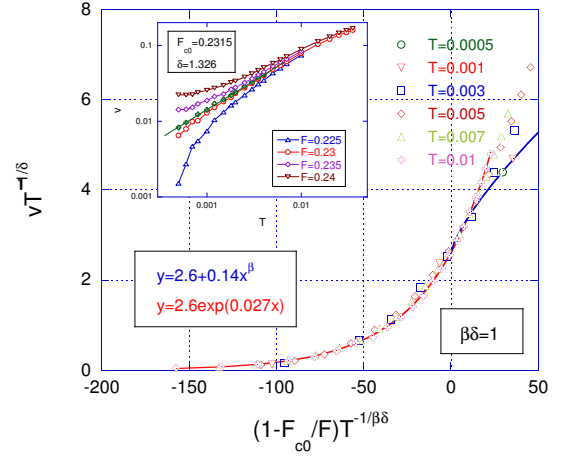 8
6
4
2
0
-200
-150
-100
-50
0
50
vT^-1/δ
(1-F_c0/F)T^-1/βδ
T=0.0005
T=0.001
T=0.003
T=0.005
T=0.007
T=0.01
y=2.6+0.14x^β
y=2.6exp(0.027x)
βδ=1
F_c0=0.2315
δ=1.326
0.1
0.01
0.001
v
0.001
0.01
T
F=0.225
F=0.23
F=0.235
F=0.24